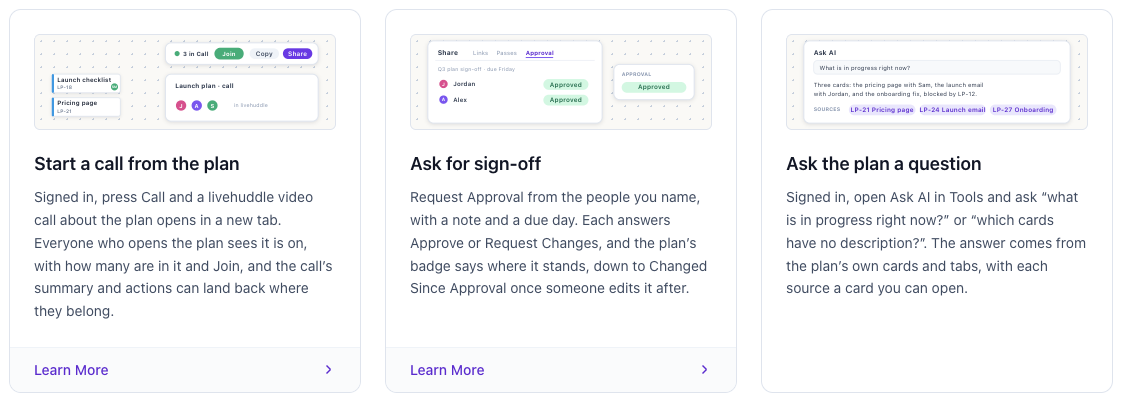 3 in Call Join Copy Share
Launch checklist
LP-18
Pricing page
LP-21
Launch plan · call
J A S in livehuddle
Start a call from the plan
Signed in, press Call and a livehuddle video
call about the plan opens in a new tab.
Everyone who opens the plan sees it is on,
with how many are in it and Join, and the call’s
summary and actions can land back where
they belong.
Learn More
Share Links Passes Approval
Q3 plan sign-off · due Friday
J Jordan Approved
A Alex Approved
APPROVAL
Approved
Ask for sign-off
Request Approval from the people you name,
with a note and a due day. Each answers
Approve or Request Changes, and the plan’s
badge says where it stands, down to Changed
Since Approval once someone edits it after.
Learn More
Ask AI
What is in progress right now?
Three cards: the pricing page with Sam, the launch email
with Jordan, and the onboarding fix, blocked by LP-12.
SOURCES LP-21 Pricing page LP-24 Launch email LP-27 Onboarding
Ask the plan a question
Signed in, open Ask AI in Tools and ask “what
is in progress right now?” or “which cards
have no description?”. The answer comes from
the plan’s own cards and tabs, with each
source a card you can open.